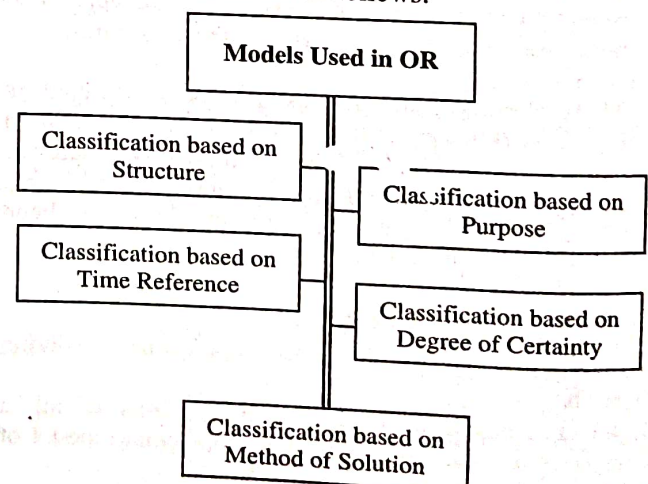 Models Used in OR
Classification based on
Structure
Classification based on
Purpose
Classification based on
Time Reference
Classification based on
Degree of Certainty
Classification based on
Method of Solution